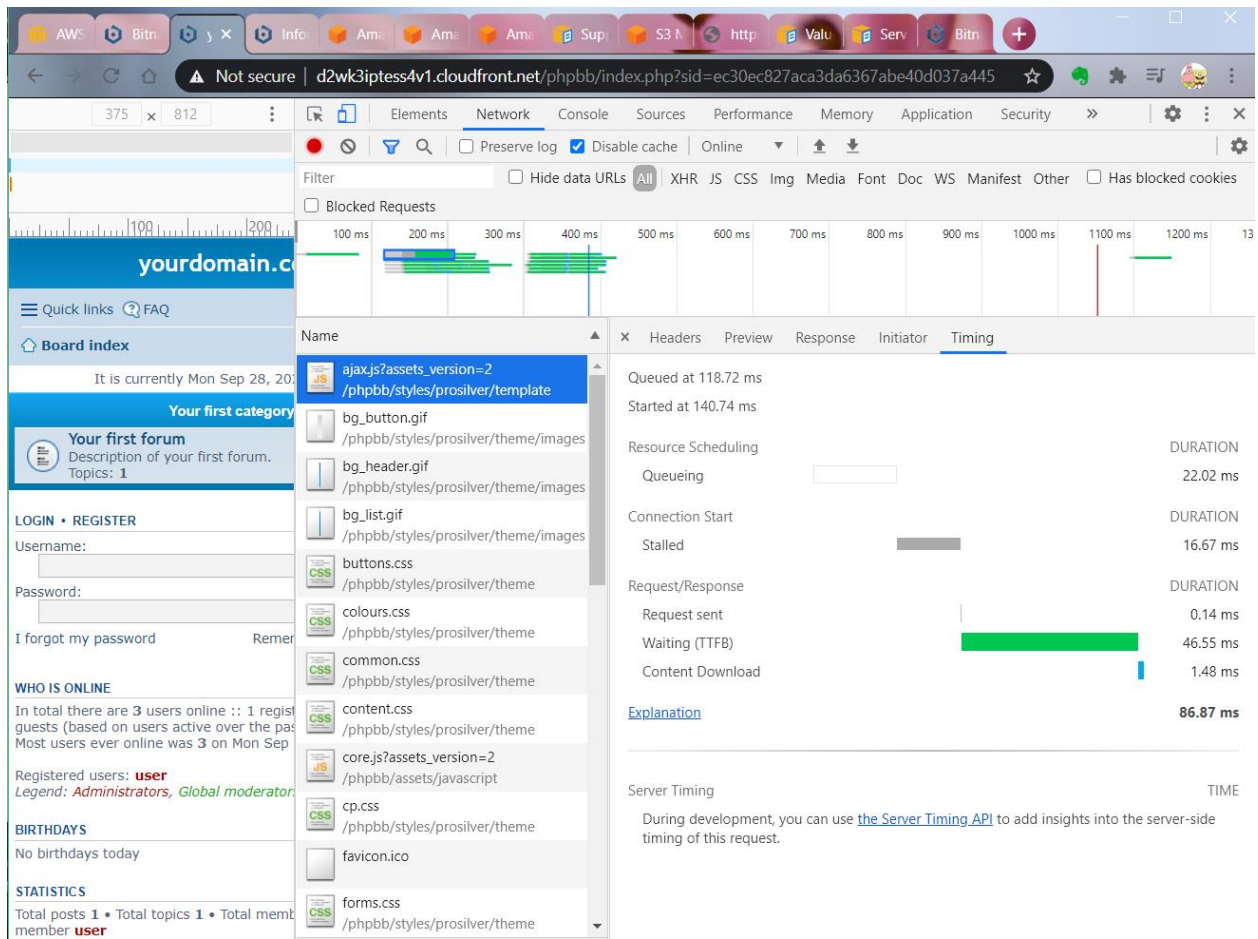 AWS Bitn y Info Ama Ama Ama Sup S3 N http Valu Serv Bitn
Not secure | d2wk3iptess4v1.cloudfront.net/phpbb/index.php?sid=ec30ec827aca3da6367abe40d037a445
375 x 812
Elements Network Console Sources Performance Memory Application Security »
Preserve log Disable cache Online
Filter Hide data URLs All XHR JS CSS Img Media Font Doc WS Manifest Other Has blocked cookies
Blocked Requests
100 200
100 ms 200 ms 300 ms 400 ms 500 ms 600 ms 700 ms 800 ms 900 ms 1000 ms 1100 ms 1200 ms 13
yourdomain.c
Quick links FAQ
Board index
It is currently Mon Sep 28, 20
Your first category
Your first forum
Description of your first forum.
Topics: 1
LOGIN • REGISTER
Username:
Password:
I forgot my password Remer
WHO IS ONLINE
In total there are 3 users online :: 1 regist
guests (based on users active over the pas
Most users ever online was 3 on Mon Sep
Registered users: user
Legend: Administrators, Global moderator
BIRTHDAYS
No birthdays today
STATISTICS
Total posts 1 • Total topics 1 • Total memb
member user
Name
ajax.js?assets_version=2
/phpbb/styles/prosilver/template
bg_button.gif
/phpbb/styles/prosilver/theme/images
bg_header.gif
/phpbb/styles/prosilver/theme/images
bg_list.gif
/phpbb/styles/prosilver/theme/images
buttons.css
/phpbb/styles/prosilver/theme
colours.css
/phpbb/styles/prosilver/theme
common.css
/phpbb/styles/prosilver/theme
content.css
/phpbb/styles/prosilver/theme
core.js?assets_version=2
/phpbb/assets/javascript
cp.css
/phpbb/styles/prosilver/theme
favicon.ico
forms.css
/phpbb/styles/prosilver/theme
Headers Preview Response Initiator Timing
Queued at 118.72 ms
Started at 140.74 ms
Resource Scheduling DURATION
Queueing 22.02 ms
Connection Start DURATION
Stalled 16.67 ms
Request/Response DURATION
Request sent 0.14 ms
Waiting (TTFB) 46.55 ms
Content Download 1.48 ms
Explanation 86.87 ms
Server Timing TIME
During development, you can use the Server Timing API to add insights into the server-side
timing of this request.